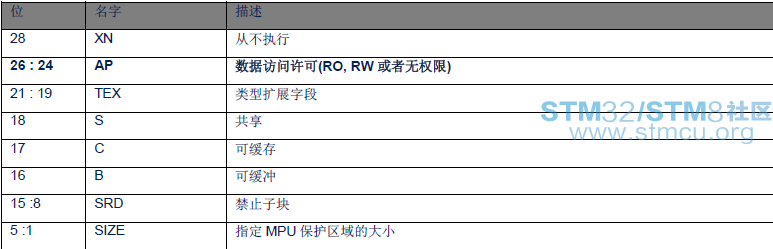 位 名字 描述
28 XN 从不执行
26 : 24 AP 数据访问许可(RO, RW 或者无权限)
21 : 19 TEX 类型扩展字段
18 S 共享
17 C 可缓存
16 B 可缓冲
15 :8 SRD 禁止子块
5 :1 SIZE 指定 MPU 保护区域的大小
STM32/STM8社区
www.stmcu.org